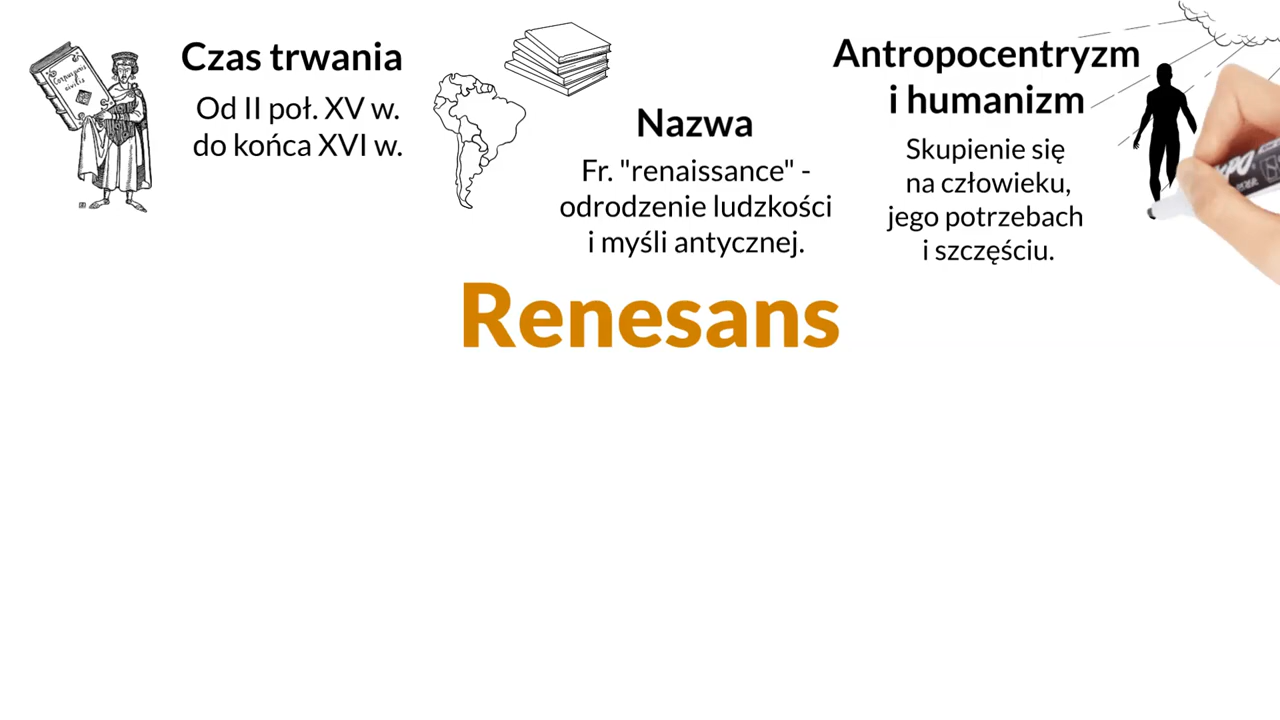 Czas trwania
Od II poł. XV w.
do końca XVI w.
Nazwa
Fr. "renaissance" -
odrodzenie ludzkości
i myśli antycznej.
Antropocentryzm
i humanizm
Skupienie się
na człowieku,
jego potrzebach
i szczęściu.
Renesans